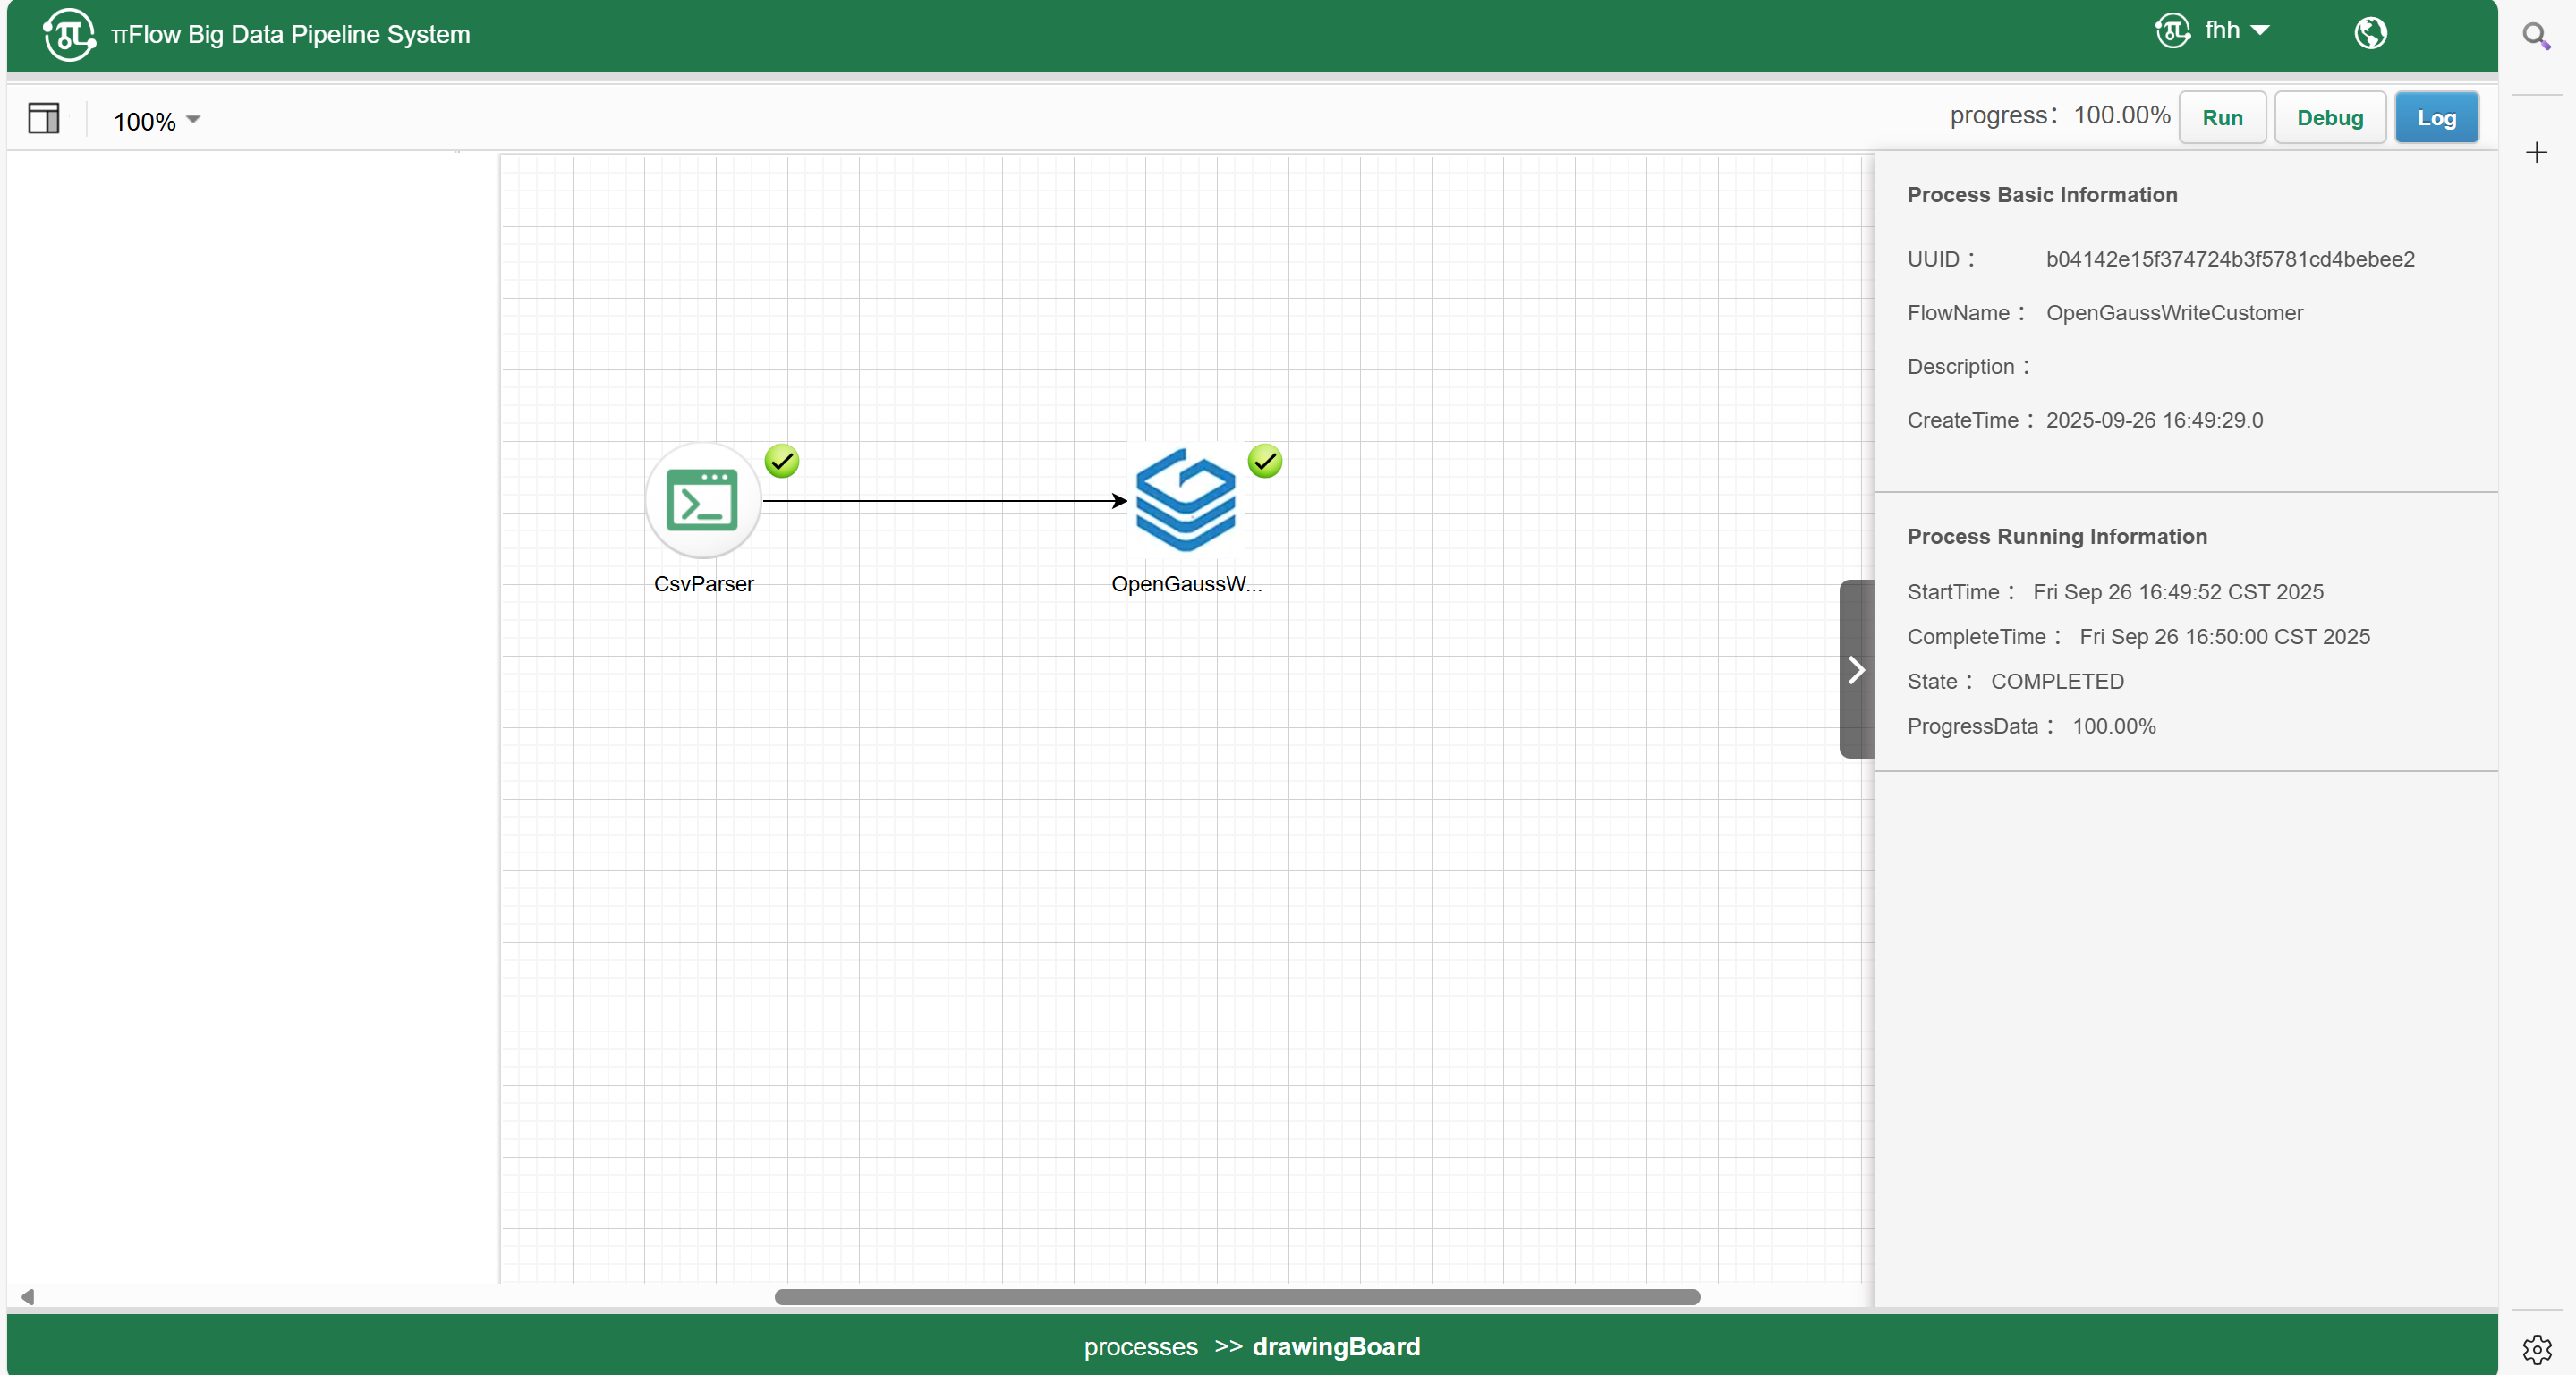 πFlow Big Data Pipeline System
fhh
100%
progress: 100.00%
Run
Debug
Log
Process Basic Information
UUID： b04142e15f374724b3f5781cd4bebee2
FlowName： OpenGaussWriteCustomer
Description：
CreateTime： 2025-09-26 16:49:29.0
CsvParser
OpenGaussW...
Process Running Information
StartTime： Fri Sep 26 16:49:52 CST 2025
CompleteTime： Fri Sep 26 16:50:00 CST 2025
State： COMPLETED
ProgressData： 100.00%
processes >> drawingBoard